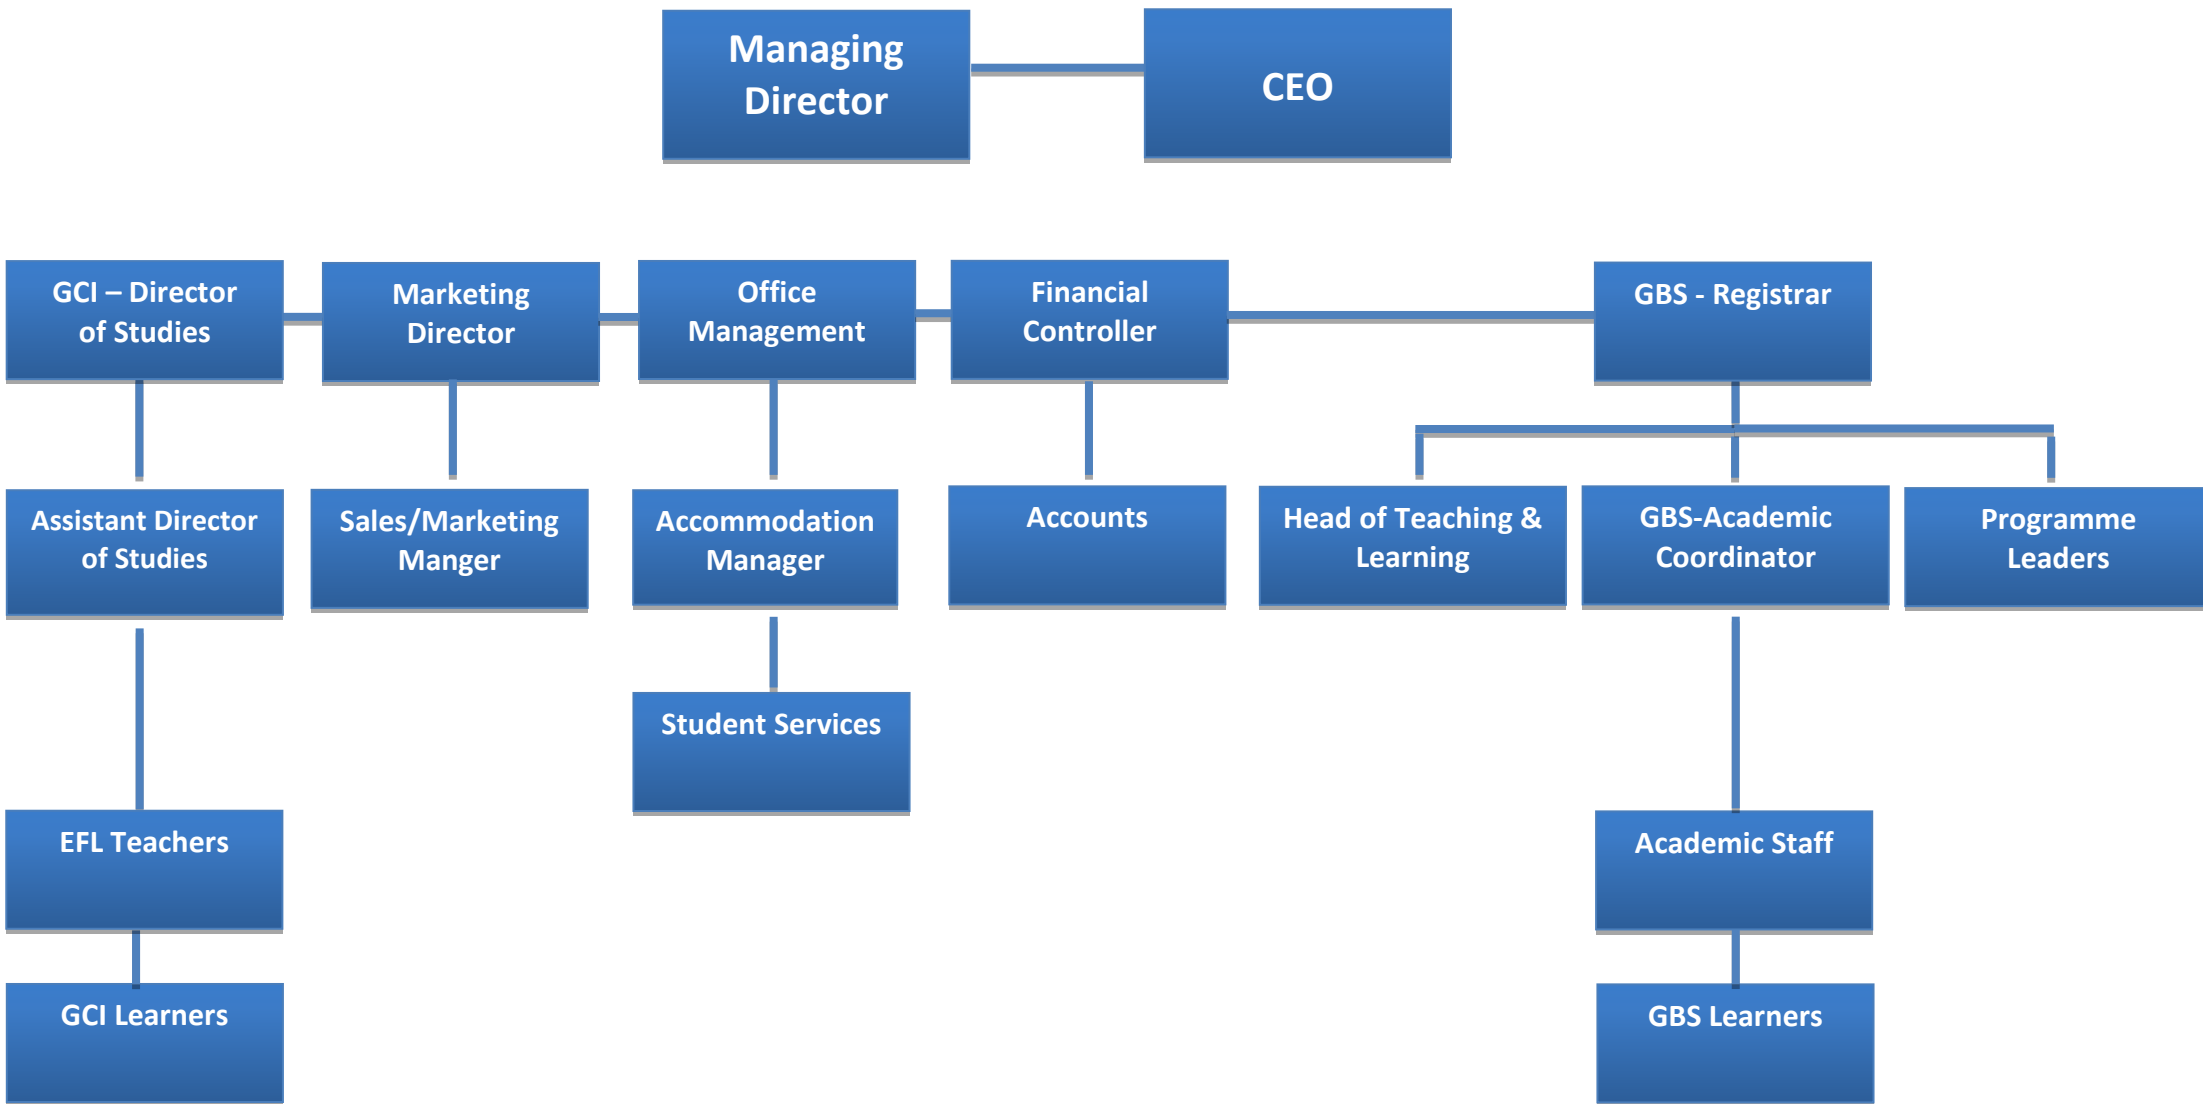 Managing
Director
CEO
GCI – Director
of Studies
Marketing
Director
Office
Management
Financial
Controller
GBS - Registrar
Assistant Director
of Studies
Sales/Marketing
Manger
Accommodation
Manager
Accounts
Head of Teaching &
Learning
GBS-Academic
Coordinator
Programme
Leaders
Student Services
EFL Teachers
Academic Staff
GCI Learners
GBS Learners